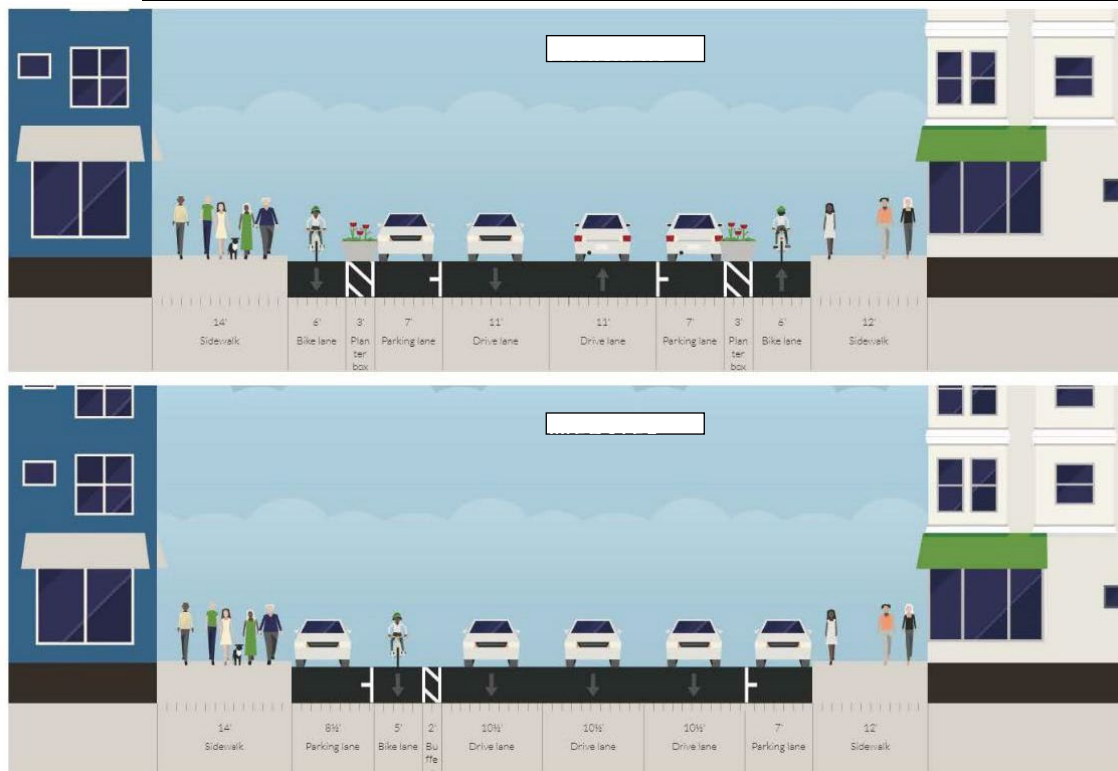 14' 6' 3' 7' 11' 11' 7' 3' 6' 12'
Sidewalk Bike lane Plan Parking lane Drive lane Drive lane Parking lane Plan Bike lane Sidewalk
ter ter
box box
14' 8½' 5' 2' 10½' 10½' 10½' 7' 12'
Sidewalk Parking lane Bike lane Bu Drive lane Drive lane Drive lane Parking lane Sidewalk
ffe